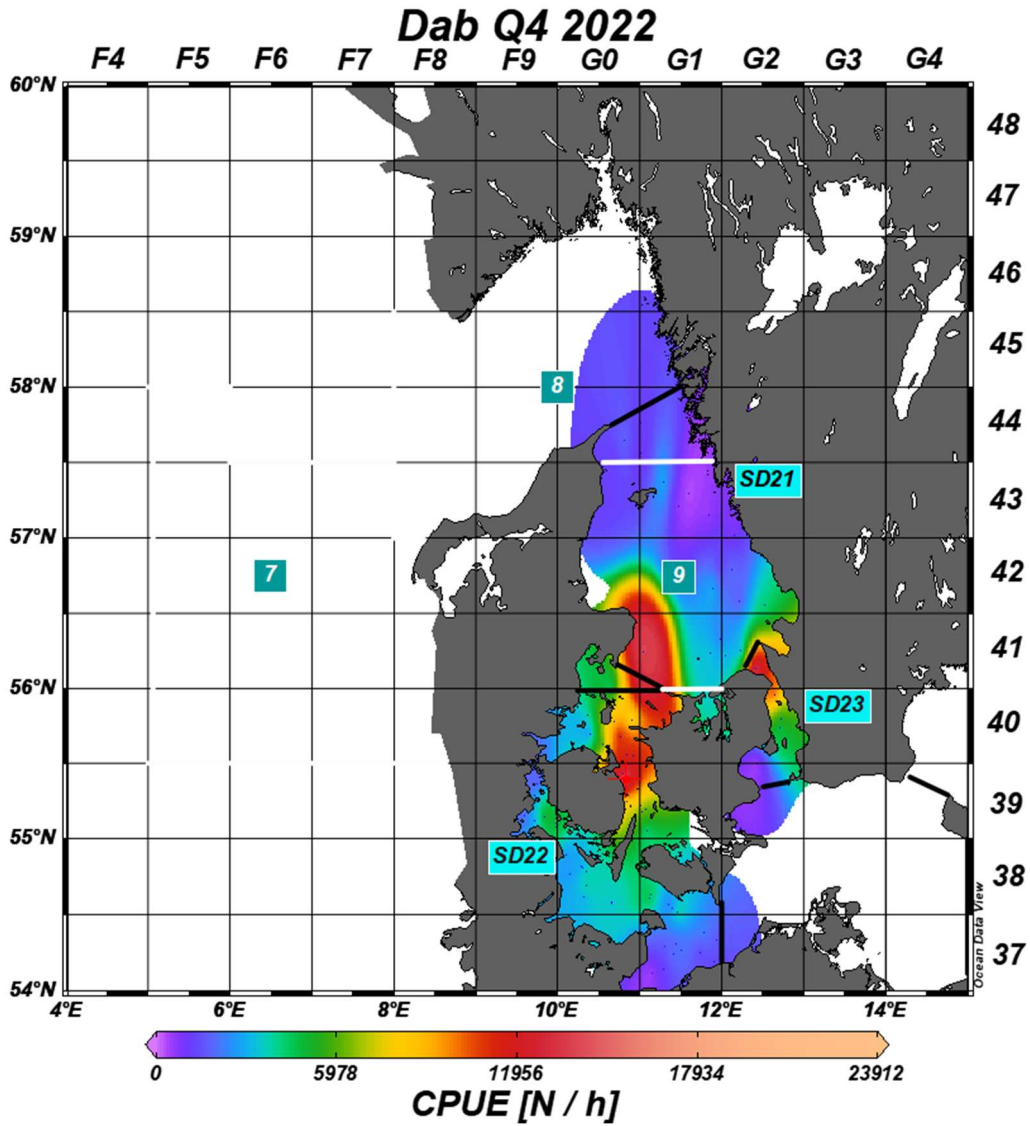 Dab Q4 2022
F4 F5 F6 F7 F8 F9 G0 G1 G2 G3 G4
60°N
48
47
59°N
46
45
58°N
8
44
SD21
43
57°N
7
9
42
41
56°N
SD23
40
39
55°N
SD22
38
37
54°N
4°E 6°E 8°E 10°E 12°E 14°E
Ocean Data View
0 5978 11956 17934 23912
CPUE [N / h]